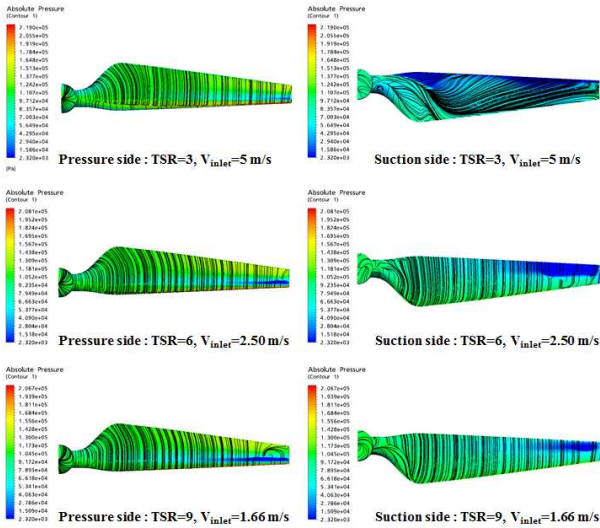 Absolute Pressure
(Contour 1)
2.190e+05
2.055e+05
1.919e+05
1.784e+05
1.648e+05
1.513e+05
1.377e+05
1.242e+05
1.107e+05
9.712e+04
8.357e+04
7.003e+04
5.649e+04
4.295e+04
2.940e+04
1.586e+04
2.320e+03
[Pa]
Pressure side : TSR=3, Vinlet=5 m/s
Absolute Pressure
(Contour 1)
2.190e+05
2.055e+05
1.919e+05
1.784e+05
1.648e+05
1.513e+05
1.377e+05
1.242e+05
1.107e+05
9.712e+04
8.357e+04
7.003e+04
5.649e+04
4.295e+04
2.940e+04
1.586e+04
2.320e+03
Suction side : TSR=3, Vinlet=5 m/s
Absolute Pressure
(Contour 1)
2.081e+05
1.952e+05
1.824e+05
1.695e+05
1.567e+05
1.438e+05
1.309e+05
1.181e+05
1.052e+05
9.235e+04
7.949e+04
6.663e+04
5.377e+04
4.090e+04
2.804e+04
1.518e+04
2.320e+03
Pressure side : TSR=6, Vinlet=2.50 m/s
Absolute Pressure
(Contour 1)
2.081e+05
1.952e+05
1.824e+05
1.695e+05
1.567e+05
1.438e+05
1.309e+05
1.181e+05
1.052e+05
9.235e+04
7.949e+04
6.663e+04
5.377e+04
4.090e+04
2.804e+04
1.518e+04
2.320e+03
Suction side : TSR=6, Vinlet=2.50 m/s
Absolute Pressure
(Contour 1)
2.067e+05
1.939e+05
1.811e+05
1.684e+05
1.556e+05
1.428e+05
1.300e+05
1.173e+05
1.045e+05
9.172e+04
7.895e+04
6.618e+04
5.341e+04
4.063e+04
2.786e+04
1.509e+04
2.320e+03
Pressure side : TSR=9, Vinlet=1.66 m/s
Absolute Pressure
(Contour 1)
2.067e+05
1.939e+05
1.811e+05
1.684e+05
1.556e+05
1.428e+05
1.300e+05
1.173e+05
1.045e+05
9.172e+04
7.895e+04
6.618e+04
5.341e+04
4.063e+04
2.786e+04
1.509e+04
2.320e+03
Suction side : TSR=9, Vinlet=1.66 m/s